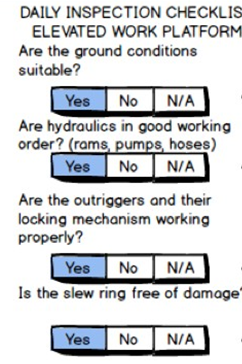 DAILY INSPECTION CHECKLIS
ELEVATED WORK PLATFORM
Are the ground conditions
suitable?
Yes No N/A
Are hydraulics in good working
order? (rams, pumps, hoses)
Yes No N/A
Are the outriggers and their
locking mechanism working
properly?
Yes No N/A
Is the slew ring free of damage?
Yes No N/A